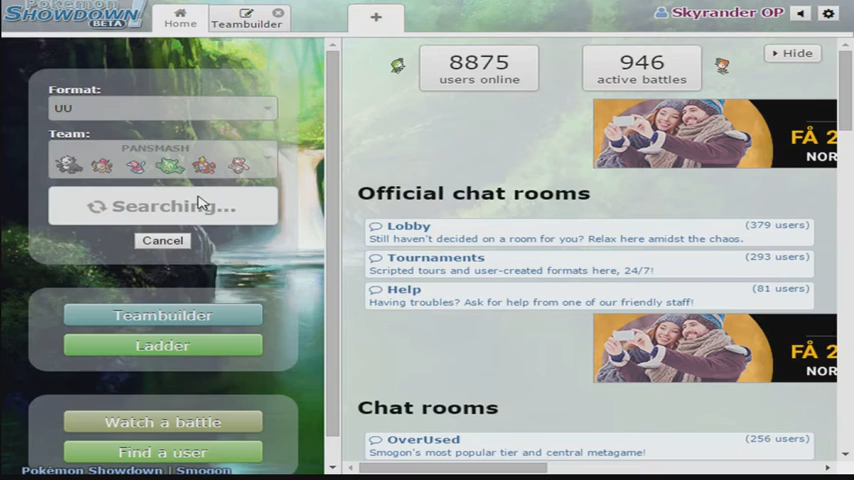 Pokémon
SHOWDOWN
BETA
Home
Teambuilder
+
Skyrander OP
Format:
UU
Team:
PANSMASH
Searching...
Cancel
Teambuilder
Ladder
Watch a battle
Find a user
Pokémon Showdown | Smogon
8875
users online
946
active battles
Hide
FÅ 2
NOR
Official chat rooms
Lobby
(379 users)
Still haven't decided on a room for you? Relax here amidst the chaos.
Tournaments
(293 users)
Scripted tours and user-created formats here, 24/7!
Help
(81 users)
Having troubles? Ask for help from one of our friendly staff!
FÅ 2
NOR
Chat rooms
OverUsed
(256 users)
Smogon's most popular tier and central metagame!